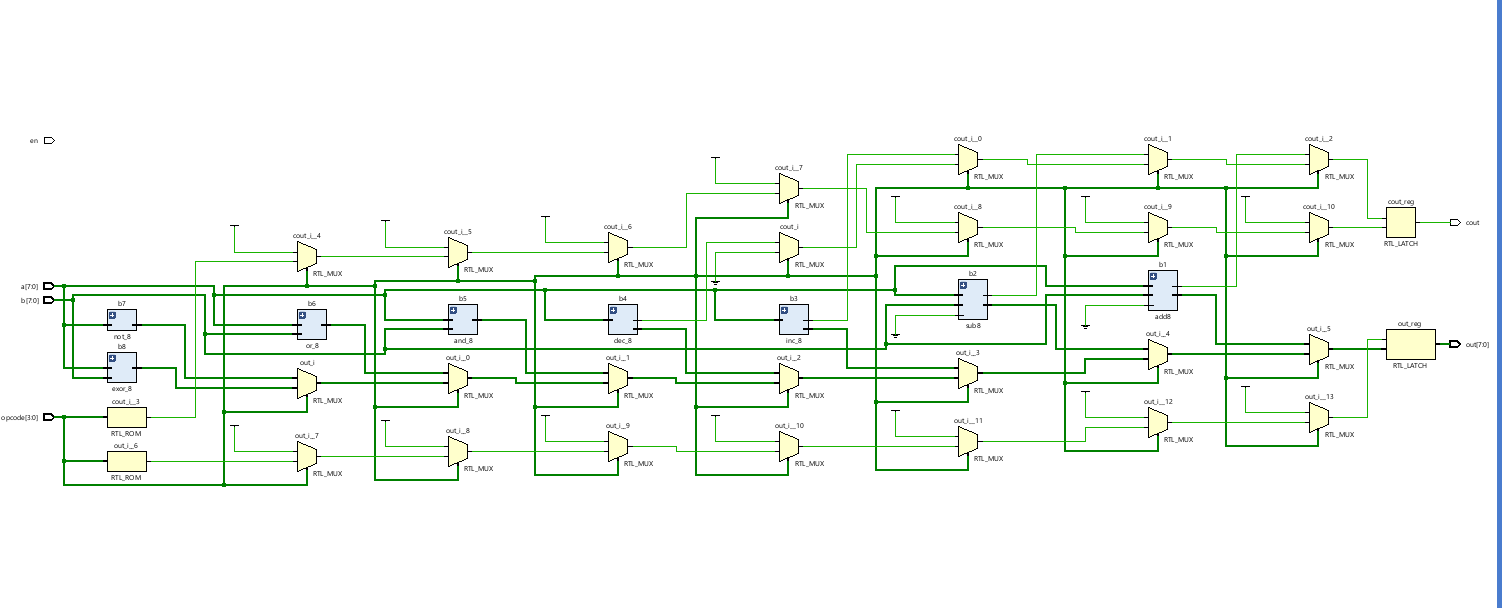 cout_i__0
cout_i__1
cout_i__2
en
cout_i__7
RTL_MUX
RTL_MUX
RTL_MUX
cout_i__8
cout_i__9
cout_i__10
cout_reg
RTL_MUX
cout
cout_i__4
cout_i__5
cout_i__6
cout_i
RTL_MUX
RTL_MUX
RTL_MUX
RTL_LATCH
RTL_MUX
RTL_MUX
RTL_MUX
RTL_MUX
b2
b1
a[7:0]
b[7:0]
b7
b6
b5
b4
b3
sub8
add8
out_reg
not_8
or_8
and_8
dec_8
inc_8
out_i__4
out_i__5
out[7:0]
b8
out_i
out_i__0
out_i__1
out_i__2
out_i__3
RTL_MUX
RTL_MUX
RTL_LATCH
exor_8
RTL_MUX
RTL_MUX
RTL_MUX
RTL_MUX
RTL_MUX
cout_i__3
out_i__12
out_i__13
opcode[3:0]
RTL_ROM
out_i__6
out_i__7
out_i__8
out_i__9
out_i__10
out_i__11
RTL_MUX
RTL_MUX
RTL_ROM
RTL_MUX
RTL_MUX
RTL_MUX
RTL_MUX
RTL_MUX